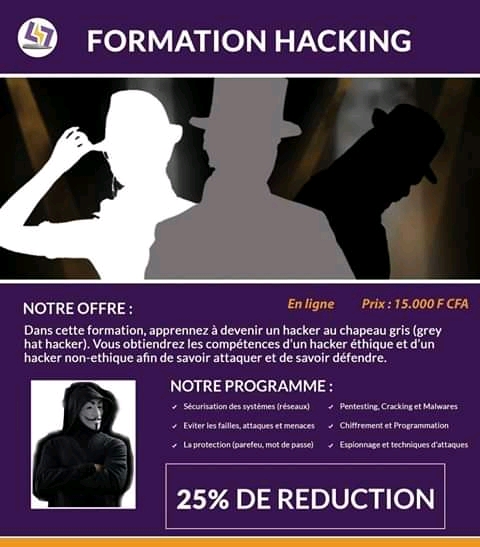 FORMATION HACKING
NOTRE OFFRE :
En ligne
Prix : 15.000 F CFA
Dans cette formation, apprennez à devenir un hacker au chapeau gris (grey
hat hacker). Vous obtiendrez les compétences d'un hacker éthique et d'un
hacker non-ethique afin de savoir attaquer et de savoir défendre.
NOTRE PROGRAMME :
✔ Sécurisation des systèmes (réseaux)
✔ Eviter les failles, attaques et menaces
✔ La protection (parefeu, mot de passe)
✔ Pentesting, Cracking et Malwares
✔ Chiffrement et Programmation
✔ Espionnage et techniques d'attaques
25% DE REDUCTION